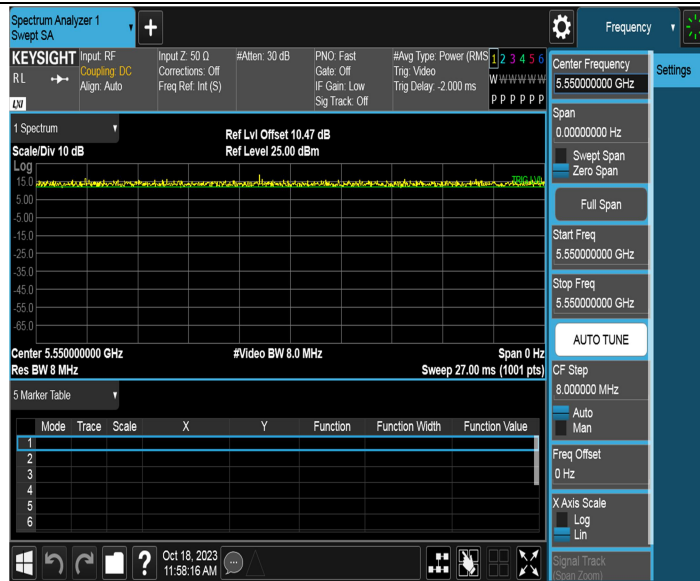 Spectrum Analyzer 1
Swept SA
+
Frequency
KEYSIGHT
RL
LXI
Input: RF
Coupling: DC
Align: Auto
Input Z: 50 Ω
Corrections: Off
Freq Ref: Int (S)
#Atten: 30 dB
PNO: Fast
Gate: Off
IF Gain: Low
Sig Track: Off
#Avg Type: Power (RMS
Trig: Video
Trig Delay: -2.000 ms
1 2 3 4 5 6
W W W W W W
P P P P P P
1 Spectrum
Scale/Div 10 dB
Ref Lvl Offset 10.47 dB
Ref Level 25.00 dBm
Log
15.0
5.00
-5.00
-15.0
-25.0
-35.0
-45.0
-55.0
-65.0
TRIG LVL
Center 5.550000000 GHz
Res BW 8 MHz
#Video BW 8.0 MHz
Span 0 Hz
Sweep 27.00 ms (1001 pts)
5 Marker Table
Mode Trace Scale X Y Function Function Width Function Value
1
2
3
4
5
6
Oct 18, 2023
11:58:16 AM
?
Center Frequency
5.550000000 GHz
Settings
Span
0.00000000 Hz
Swept Span
Zero Span
Full Span
Start Freq
5.550000000 GHz
Stop Freq
5.550000000 GHz
AUTO TUNE
CF Step
8.000000 MHz
Auto
Man
Freq Offset
0 Hz
X Axis Scale
Log
Lin
Signal Track
(Span Zoom)